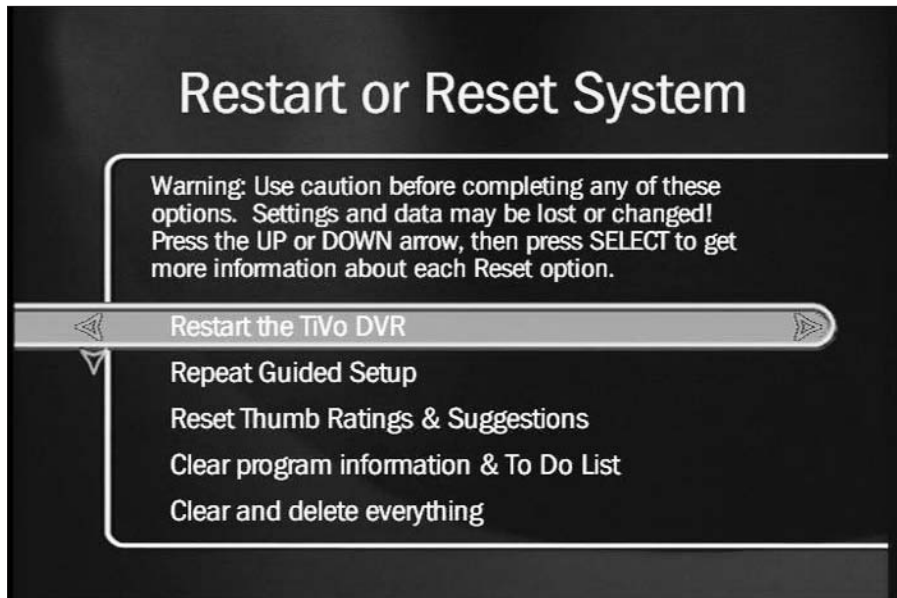 Restart or Reset System
Warning: Use caution before completing any of these
options.  Settings and data may be lost or changed!
Press the UP or DOWN arrow, then press SELECT to get
more information about each Reset option.
Restart the TiVo DVR
Repeat Guided Setup
Reset Thumb Ratings & Suggestions
Clear program information & To Do List
Clear and delete everything